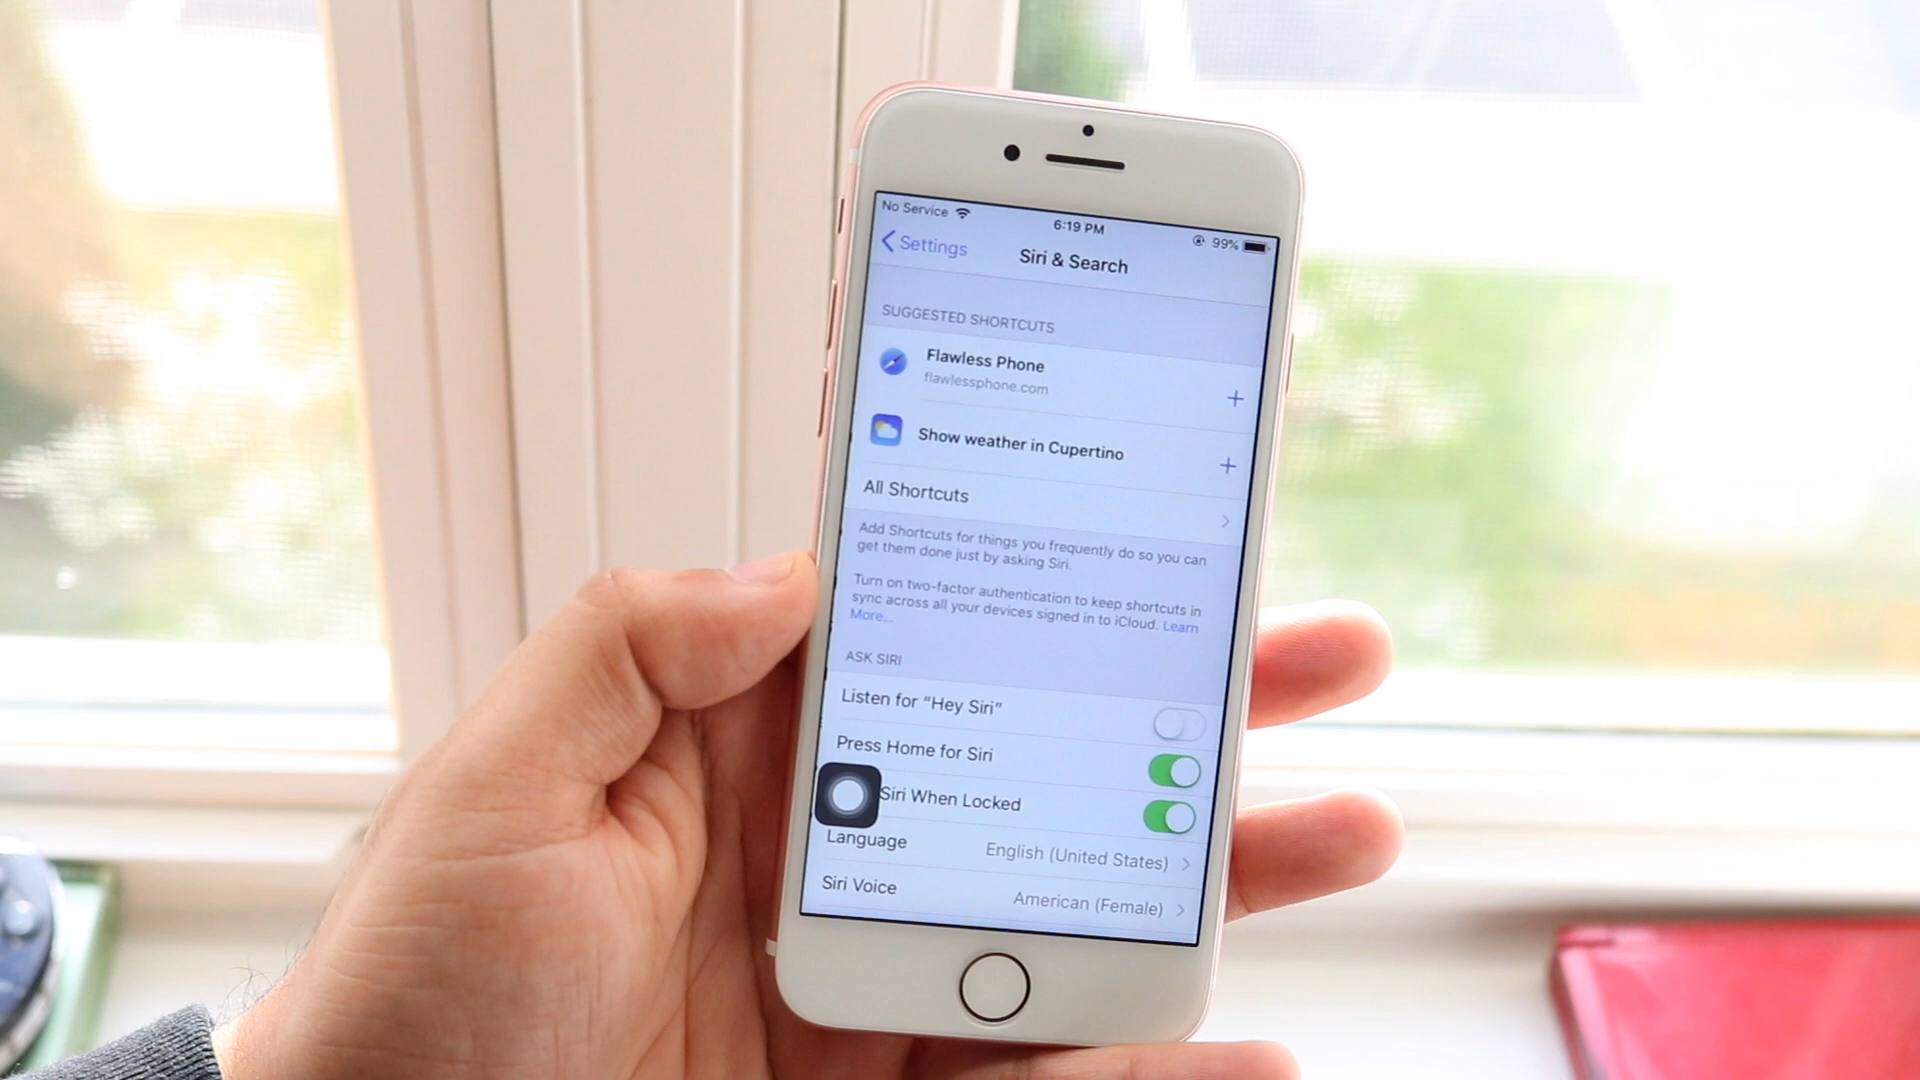 No Service
6:19 PM
99%
Settings
Siri & Search
SUGGESTED SHORTCUTS
Flawless Phone
flawlessphone.com
Show weather in Cupertino
All Shortcuts
Add Shortcuts for things you frequently do so you can
get them done just by asking Siri.
Turn on two-factor authentication to keep shortcuts in
sync across all your devices signed in to iCloud. Learn
More...
ASK SIRI
Listen for “Hey Siri”
Press Home for Siri
Siri When Locked
Language English (United States)
Siri Voice American (Female)